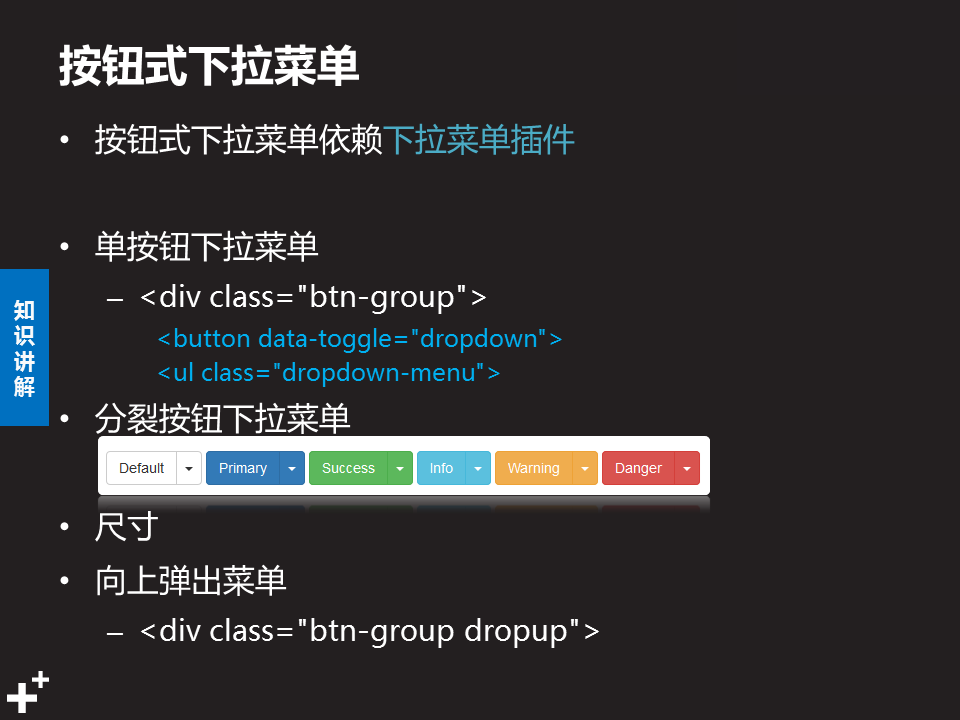 按钮式下拉菜单
• 按钮式下拉菜单依赖下拉菜单插件
• 单按钮下拉菜单
– <div class="btn-group">
<button data-toggle="dropdown">
<ul class="dropdown-menu">
知识讲解
• 分裂按钮下拉菜单
Default Primary Success Info Warning Danger
• 尺寸
• 向上弹出菜单
– <div class="btn-group dropup">